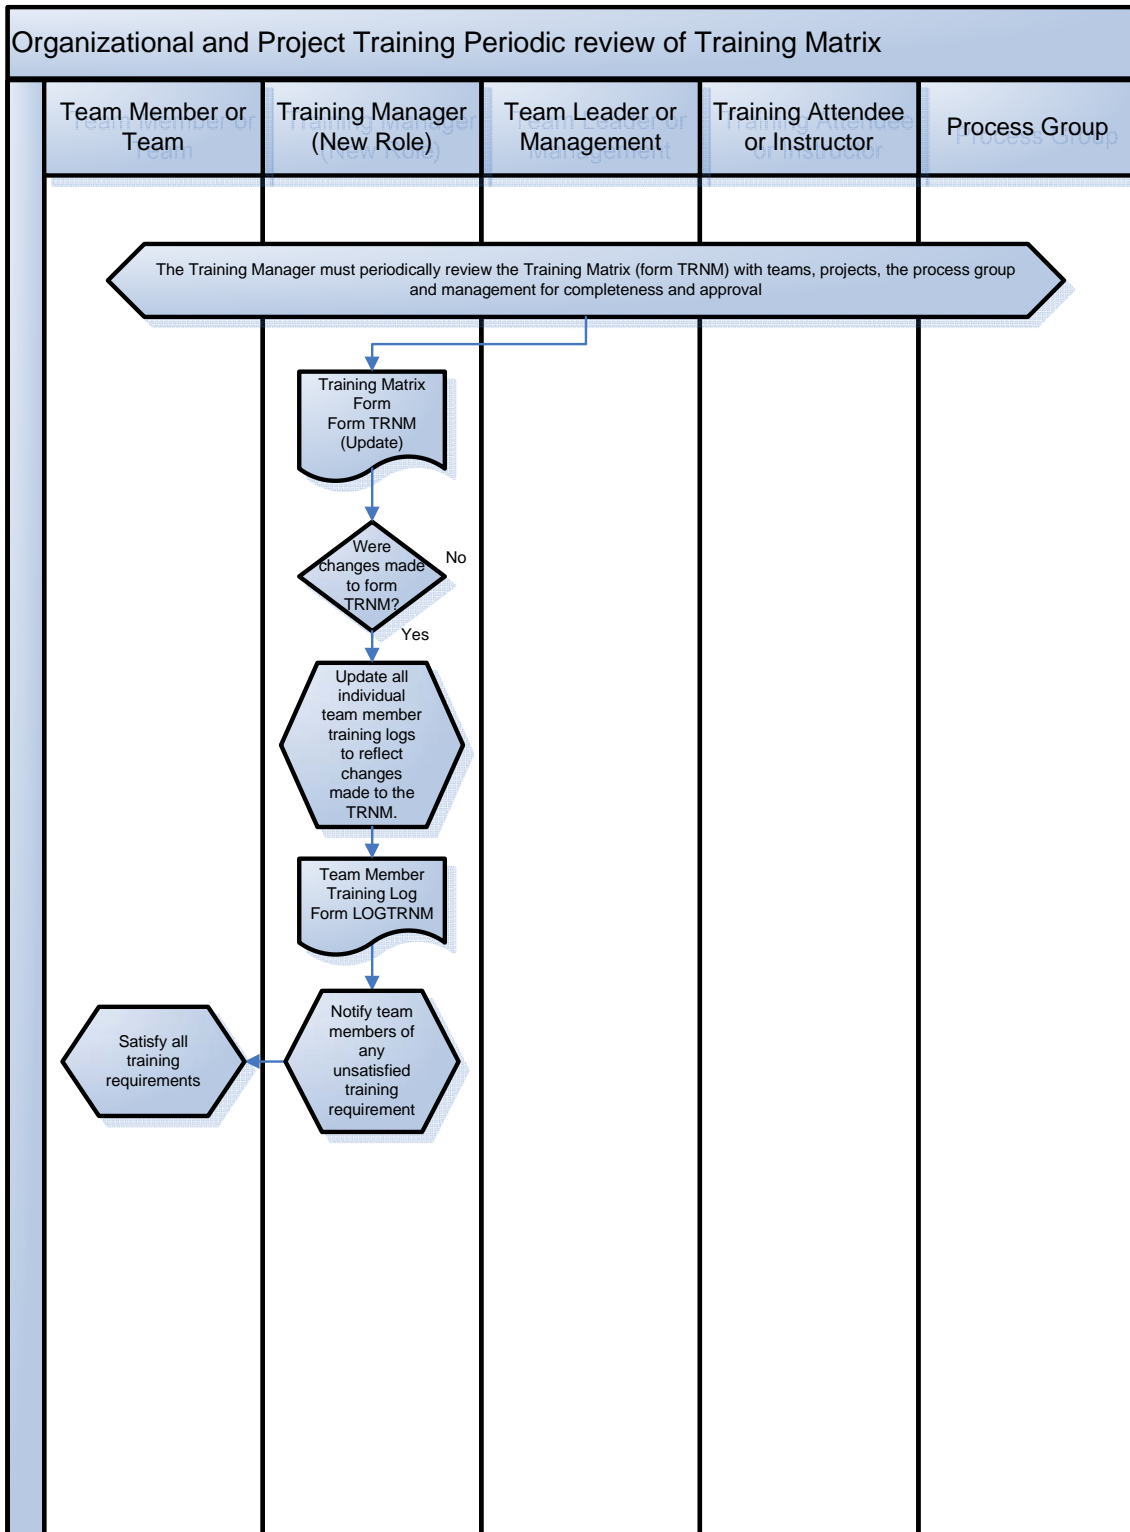 Organizational and Project Training Periodic review of Training Matrix
Team Member or
Team
Training Manager
(New Role)
Team Leader or
Management
Training Attendee
or Instructor
Process Group
The Training Manager must periodically review the Training Matrix (form TRNM) with teams, projects, the process group
and management for completeness and approval
Training Matrix
Form
Form TRNM
(Update)
Were
changes made
to form
TRNM?
No
Yes
Update all
individual
team member
training logs
to reflect
changes
made to the
TRNM.
Team Member
Training Log
Form LOGTRNM
Notify team
members of
any
unsatisfied
training
requirement
Satisfy all
training
requirements